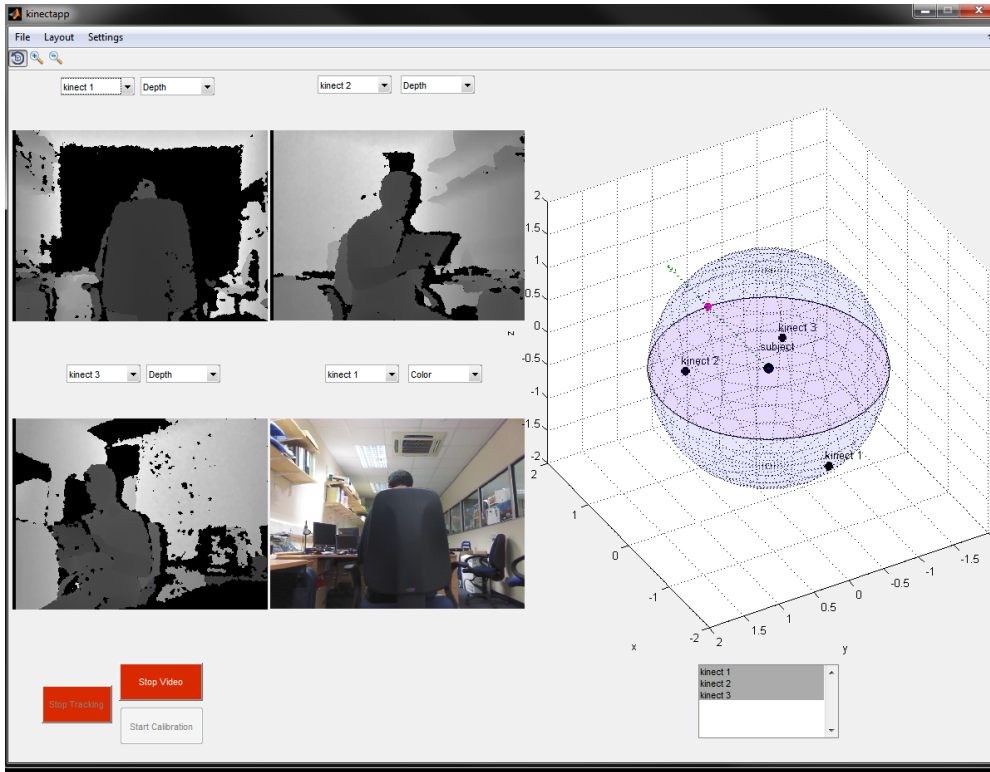 kinectapp
File Layout Settings
kinect 1 Depth kinect 2 Depth
kinect 3 Depth kinect 1 Color
2
1.5
1
0.5
0
-0.5
-1
-1.5
-2
z
2
1
0
-1
-2
x
2
1.5
1
0.5
0
-0.5
-1
-1.5
y
kinect 3
subject
kinect 2
kinect 1
Stop Tracking
Stop Video
Start Calibration
kinect 1
kinect 2
kinect 3